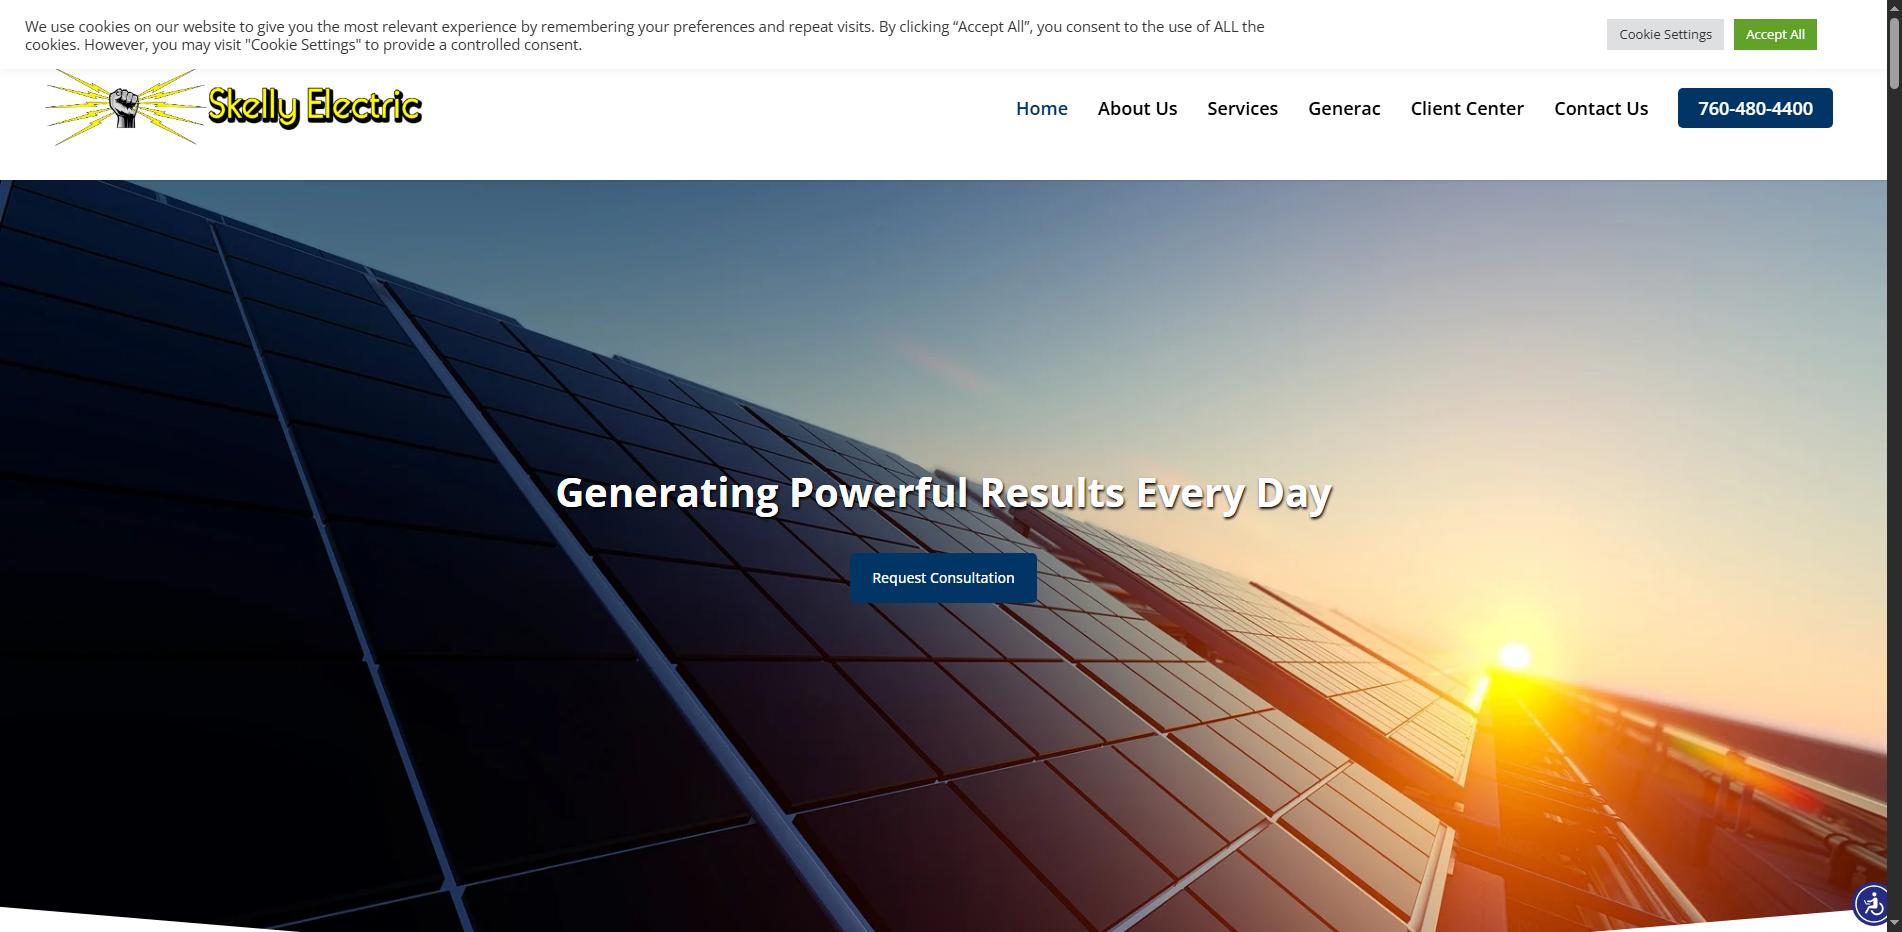 We use cookies on our website to give you the most relevant experience by remembering your preferences and repeat visits. By clicking “Accept All”, you consent to the use of ALL the
cookies. However, you may visit "Cookie Settings" to provide a controlled consent.
Cookie Settings
Accept All
Skelly Electric
Home
About Us
Services
Generac
Client Center
Contact Us
760-480-4400
Generating Powerful Results Every Day
Request Consultation